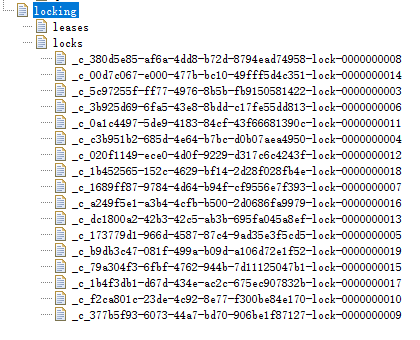 locking
leases
locks
_c_380d5e85-af6a-4dd8-b72d-8794ead74958-lock-0000000008
_c_00d7c067-e000-477b-bc10-49fff5d4c351-lock-0000000014
_c_5c97255f-ff77-4976-8b5b-fb9150581422-lock-0000000003
_c_3b925d69-6fa5-43e8-8bdd-c17fe55dd813-lock-0000000006
_c_0a1c4497-5de9-4183-84cf-43f66681390c-lock-0000000011
_c_c3b951b2-685d-4e64-b7bc-d0b07aea4950-lock-0000000004
_c_020f1149-ece0-4d0f-9229-d317c6c4243f-lock-0000000012
_c_1b452565-152c-4629-bf14-2d28f028fb4e-lock-0000000018
_c_1689ff87-9784-4d64-b94f-cf9556e7f393-lock-0000000007
_c_a249f5e1-a3b4-4cfb-b500-2d0686fa9979-lock-0000000016
_c_dc1800a2-42b3-42c5-ab3b-695fa045a8ef-lock-0000000013
_c_173779d1-966d-4587-87c4-9ad35e3f5cd5-lock-0000000005
_c_b9db3c47-081f-499a-b09d-a106d72e1f52-lock-0000000019
_c_79a304f3-6fbf-4762-944b-7d11125047b1-lock-0000000015
_c_1b4f3db1-d67d-434e-ac2c-675ec907832b-lock-0000000017
_c_f2ca801c-23de-4c92-8e77-f300be84e170-lock-0000000010
_c_377b5f93-6073-44a7-bd70-906be1f87127-lock-0000000009